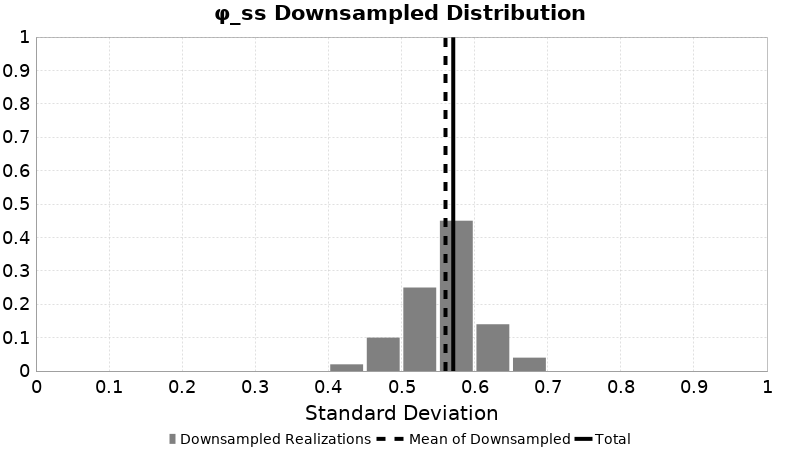 φ_ss Downsampled Distribution
1
0.9
0.8
0.7
0.6
0.5
0.4
0.3
0.2
0.1
0
0 0.1 0.2 0.3 0.4 0.5 0.6 0.7 0.8 0.9 1
Standard Deviation
Downsampled Realizations Mean of Downsampled Total